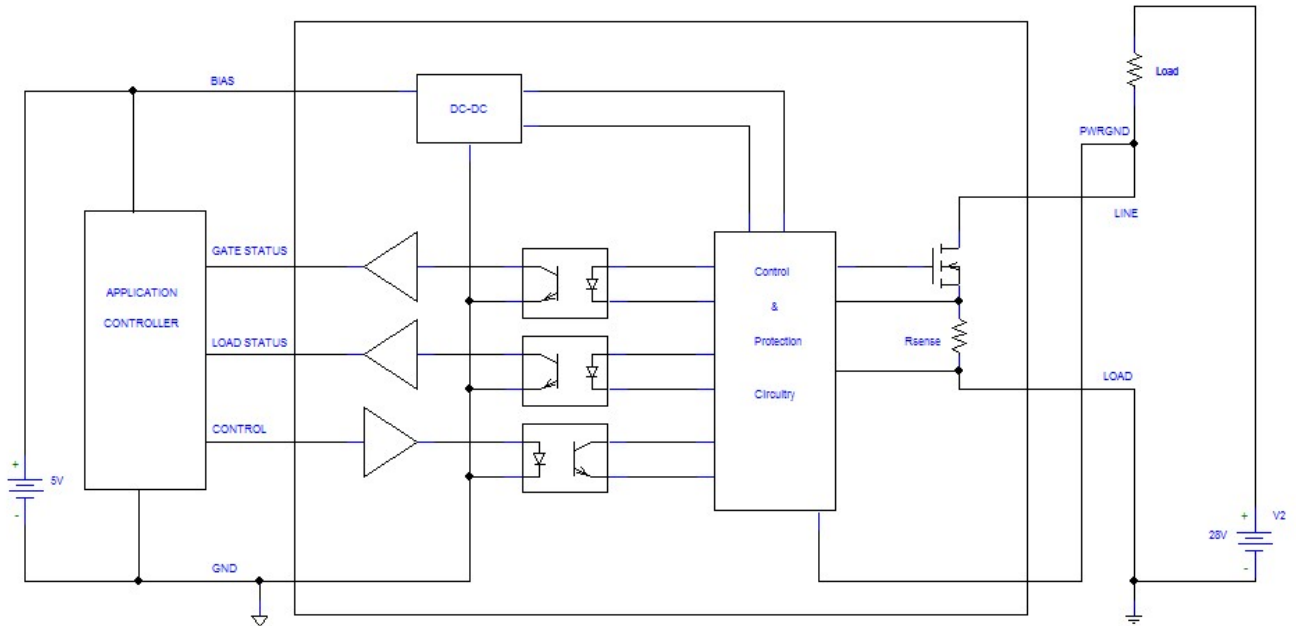 BIAS
DC-DC
Load
PWRGND
LINE
GATE STATUS
APPLICATION
CONTROLLER
LOAD STATUS
CONTROL
Control
&
Protection
Circuitry
Rsense
LOAD
+
5V
-
GND
+
V2
28V
-